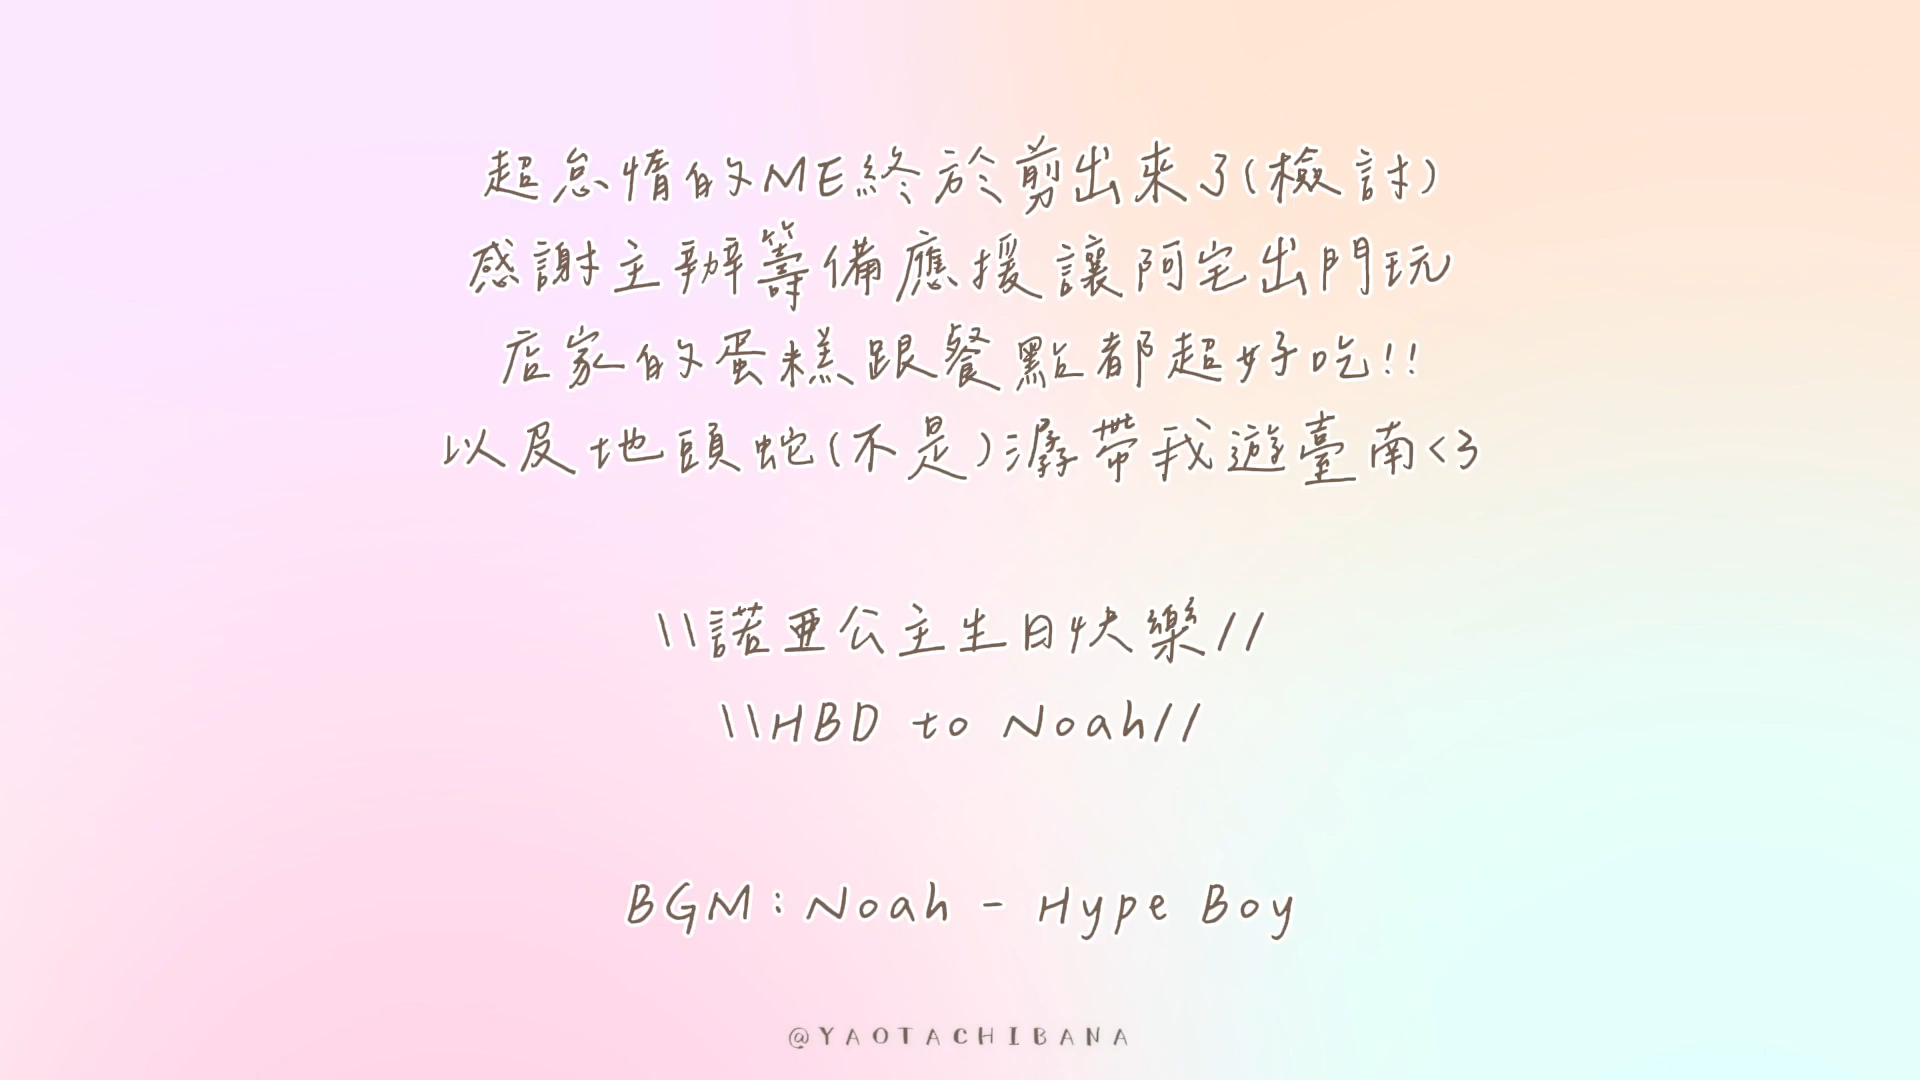 超怠惰的ME終於剪出來了(檢討)
感謝主辦籌備應援讓阿宅出門玩
店家的蛋糕跟餐點都超好吃!!
以及地頭蛇(不是)潺帶我遊臺南<3
\\諾亞公主生日快樂//
\\HBD to Noah//
BGM：Noah - Hype Boy
@YAOTACHIBANA